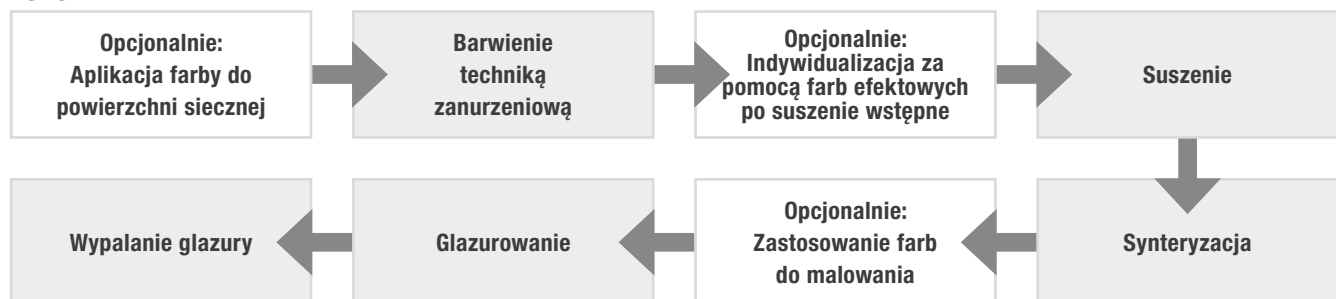 Opcjonalnie:
Aplikacja farby do
powierzchni siecznej
Barwienie
techniką
zanurzeniową
Opcjonalnie:
Indywidualizacja za
pomocą farb efektowych
po suszenie wstępne
Suszenie
Synteryzacja
Opcjonalnie:
Zastosowanie farb
do malowania
Glazurowanie
Wypalanie glazury